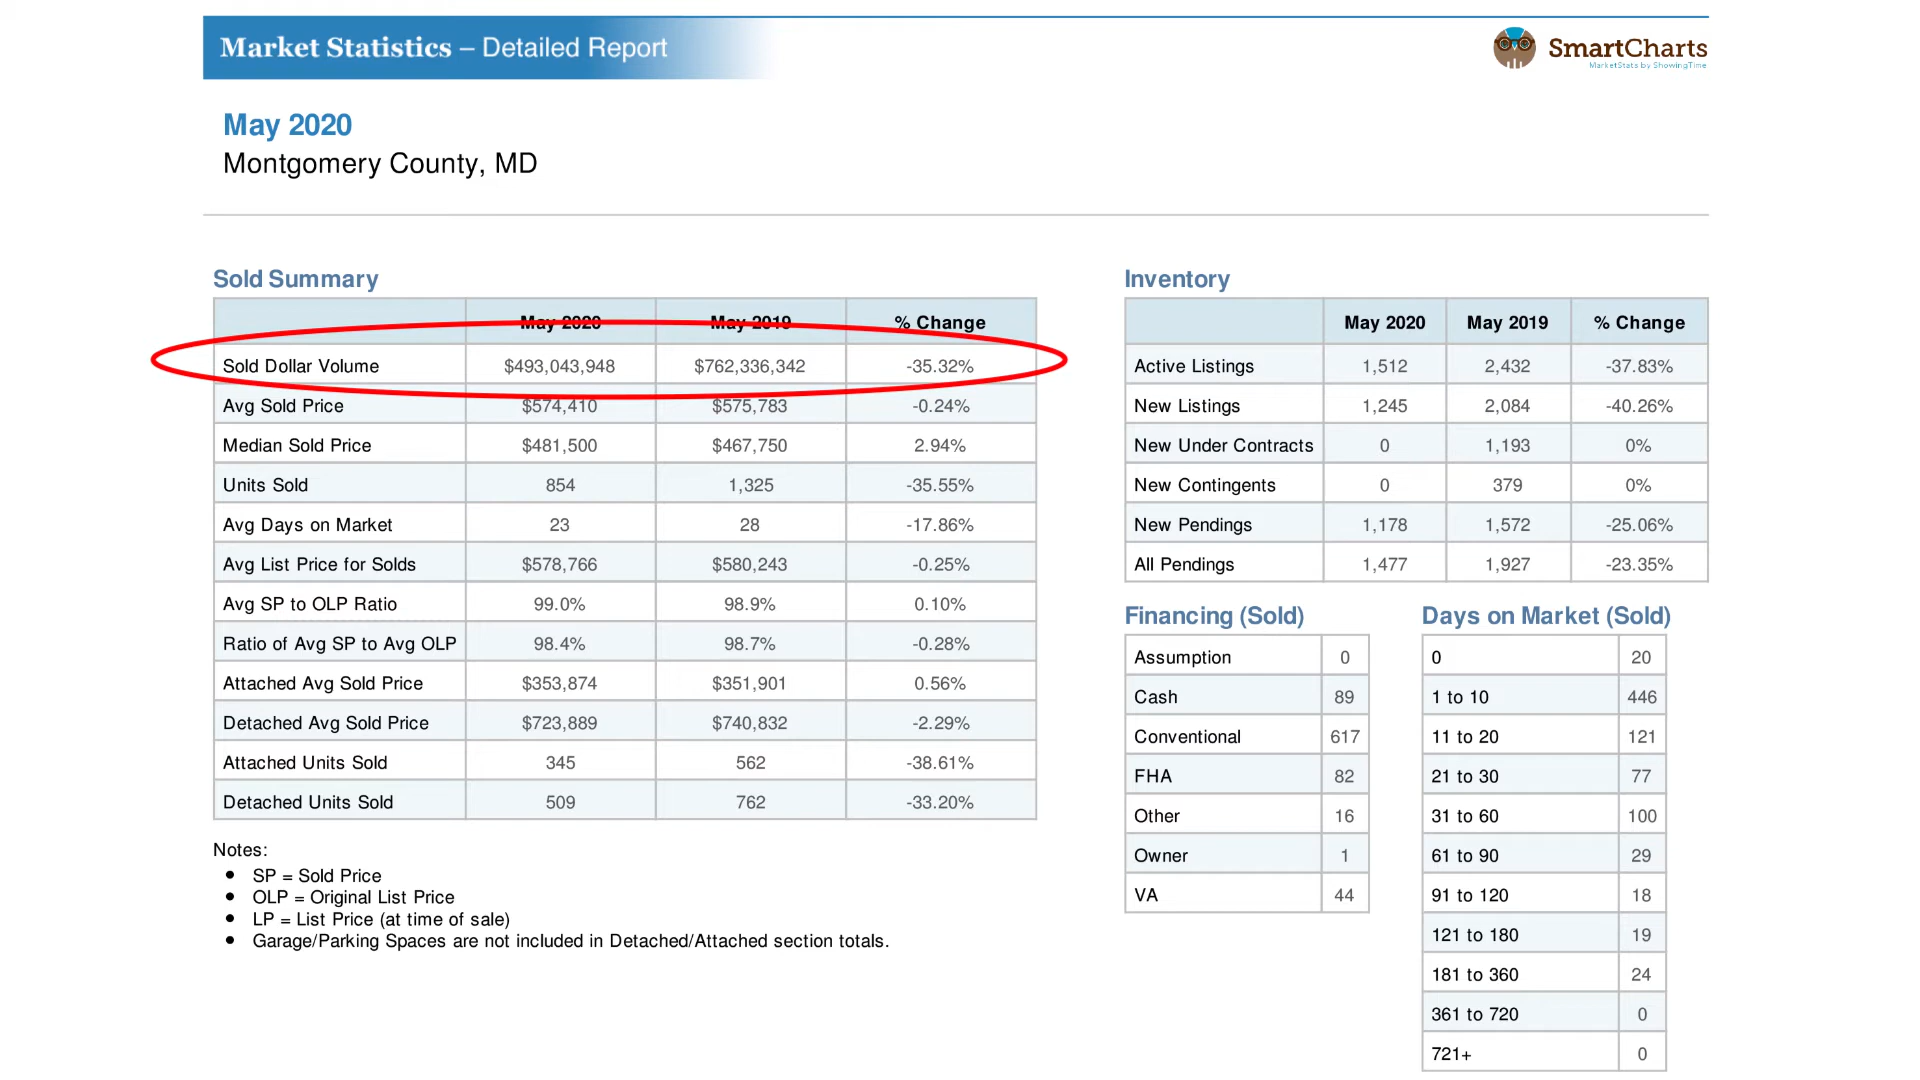 Market Statistics – Detailed Report
SmartCharts
MarketStats by ShowingTime
May 2020
Montgomery County, MD
Sold Summary
May 2020 May 2019 % Change
Sold Dollar Volume $493,043,948 $762,336,342 -35.32%
Avg Sold Price $574,410 $575,783 -0.24%
Median Sold Price $481,500 $467,750 2.94%
Units Sold 854 1,325 -35.55%
Avg Days on Market 23 28 -17.86%
Avg List Price for Solds $578,766 $580,243 -0.25%
Avg SP to OLP Ratio 99.0% 98.9% 0.10%
Ratio of Avg SP to Avg OLP 98.4% 98.7% -0.28%
Attached Avg Sold Price $353,874 $351,901 0.56%
Detached Avg Sold Price $723,889 $740,832 -2.29%
Attached Units Sold 345 562 -38.61%
Detached Units Sold 509 762 -33.20%
Notes:
• SP = Sold Price
• OLP = Original List Price
• LP = List Price (at time of sale)
• Garage/Parking Spaces are not included in Detached/Attached section totals.
Inventory
May 2020 May 2019 % Change
Active Listings 1,512 2,432 -37.83%
New Listings 1,245 2,084 -40.26%
New Under Contracts 0 1,193 0%
New Contingents 0 379 0%
New Pendings 1,178 1,572 -25.06%
All Pendings 1,477 1,927 -23.35%
Financing (Sold)
Assumption 0
Cash 89
Conventional 617
FHA 82
Other 16
Owner 1
VA 44
Days on Market (Sold)
0 20
1 to 10 446
11 to 20 121
21 to 30 77
31 to 60 100
61 to 90 29
91 to 120 18
121 to 180 19
181 to 360 24
361 to 720 0
721+ 0